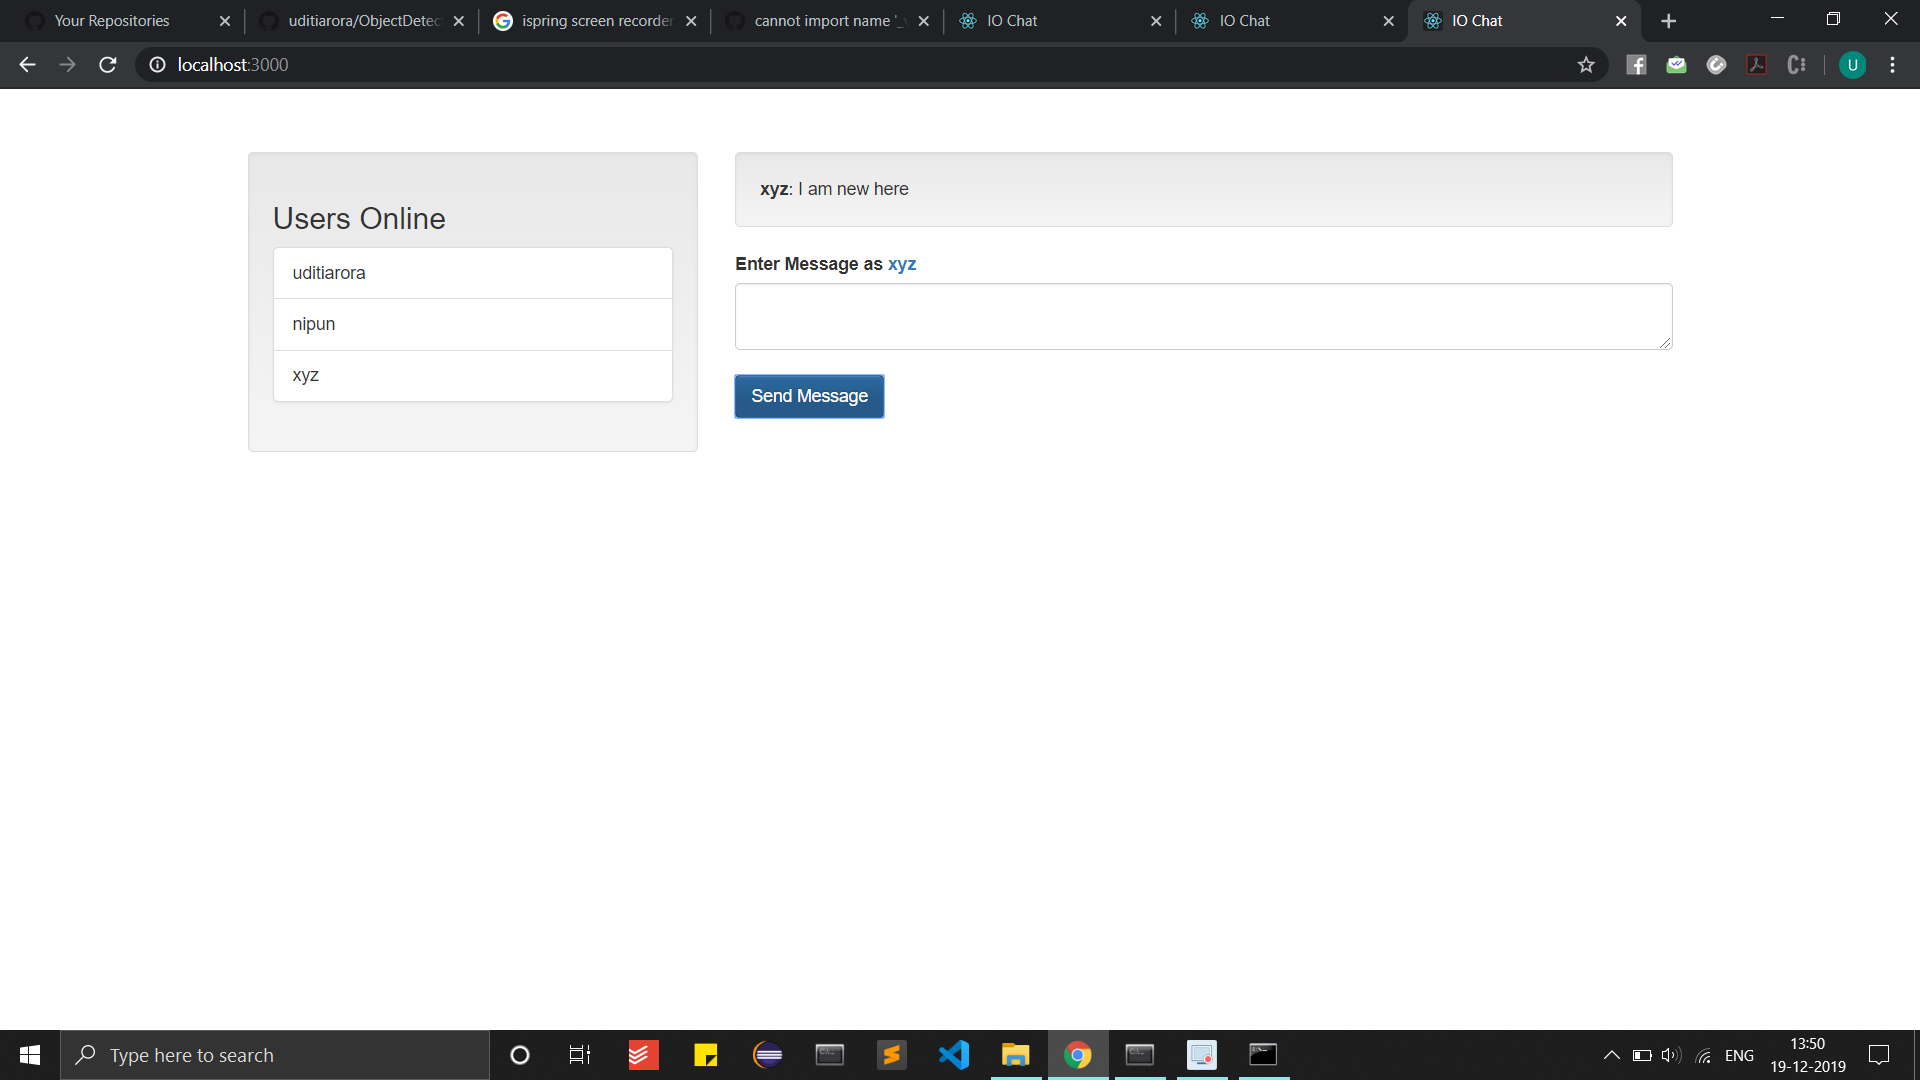 Your Repositories
uditiarora/ObjectDetec
ispring screen recorder
cannot import name '_
IO Chat
IO Chat
IO Chat
localhost:3000
U
Users Online
uditiarora
nipun
xyz
xyz: I am new here
Enter Message as xyz
Send Message
Type here to search
ENG
13:50
19-12-2019